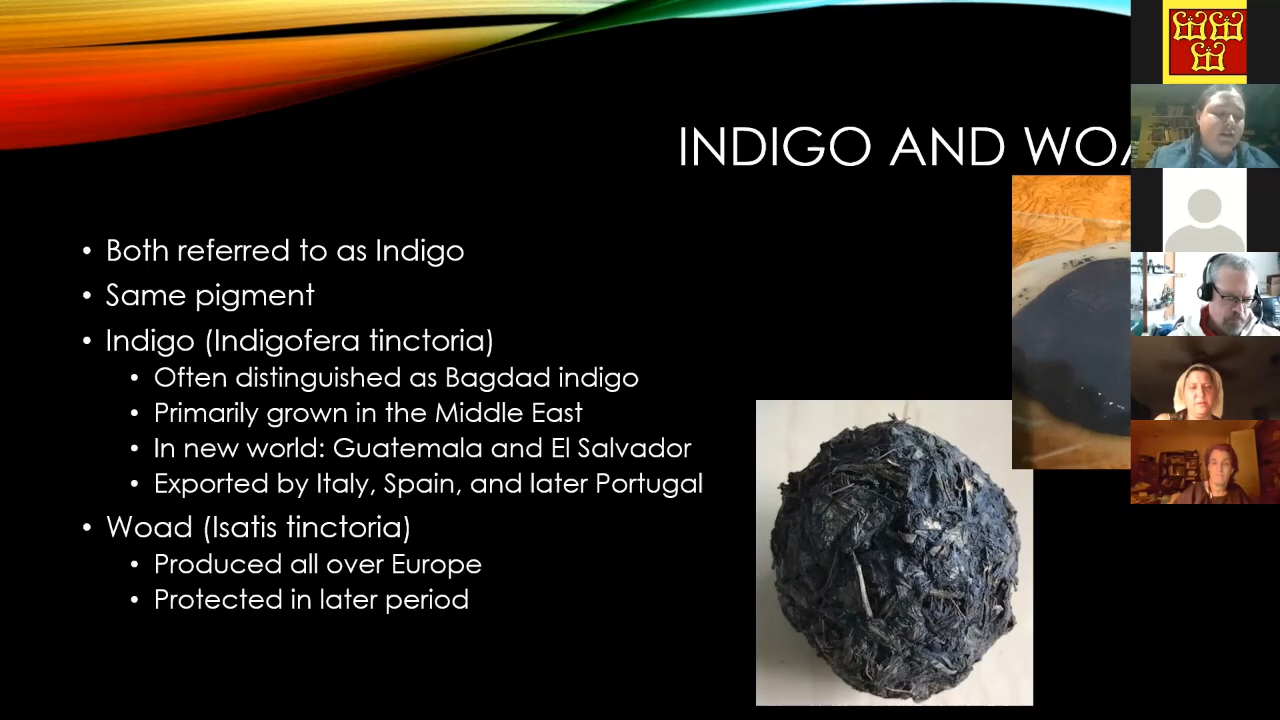 INDIGO AND WOA
• Both referred to as Indigo
• Same pigment
• Indigo (Indigofera tinctoria)
• Often distinguished as Bagdad indigo
• Primarily grown in the Middle East
• In new world: Guatemala and El Salvador
• Exported by Italy, Spain, and later Portugal
• Woad (Isatis tinctoria)
• Produced all over Europe
• Protected in later period